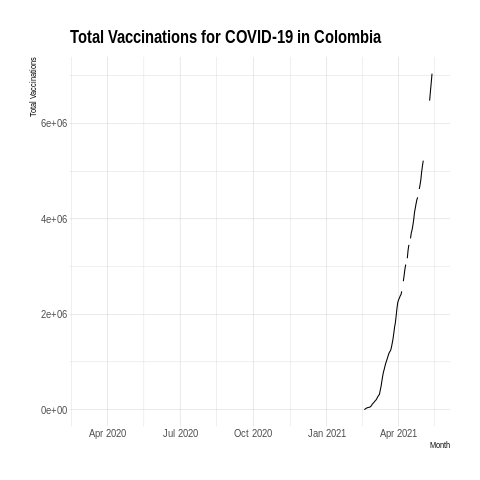 Total Vaccinations for COVID-19 in Colombia
Total Vaccinations
6e+06
4e+06
2e+06
0e+00
Apr 2020 Jul 2020 Oct 2020 Jan 2021 Apr 2021
Month